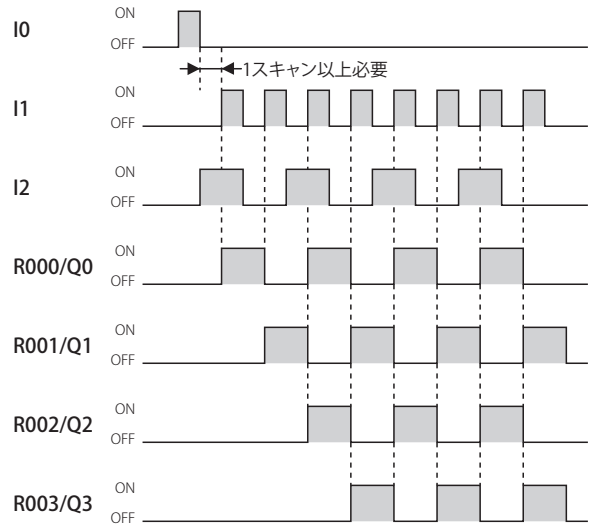 I0
ON
OFF
1スキャン以上必要
I1
ON
OFF
I2
ON
OFF
R000/Q0
ON
OFF
R001/Q1
ON
OFF
R002/Q2
ON
OFF
R003/Q3
ON
OFF